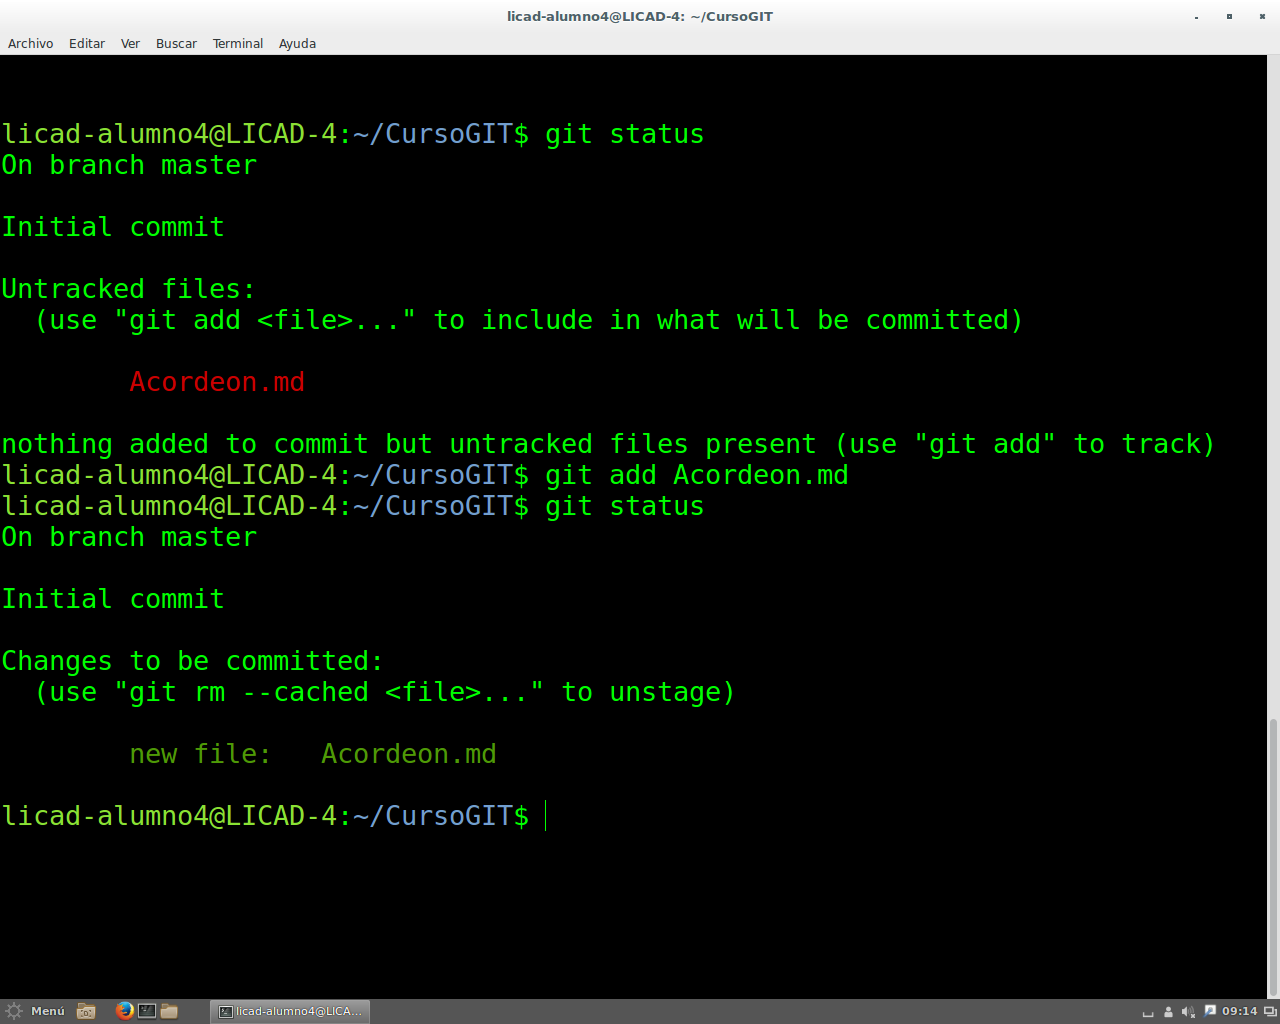 licad-alumno4@LICAD-4: ~/CursoGIT
Archivo Editar Ver Buscar Terminal Ayuda
licad-alumno4@LICAD-4:~/CursoGIT$ git status
On branch master
Initial commit
Untracked files:
(use "git add <file>..." to include in what will be committed)
Acordeon.md
nothing added to commit but untracked files present (use "git add" to track)
licad-alumno4@LICAD-4:~/CursoGIT$ git add Acordeon.md
licad-alumno4@LICAD-4:~/CursoGIT$ git status
On branch master
Initial commit
Changes to be committed:
(use "git rm --cached <file>..." to unstage)
new file:   Acordeon.md
licad-alumno4@LICAD-4:~/CursoGIT$
Menú licad-alumno4@LICA... 09:14